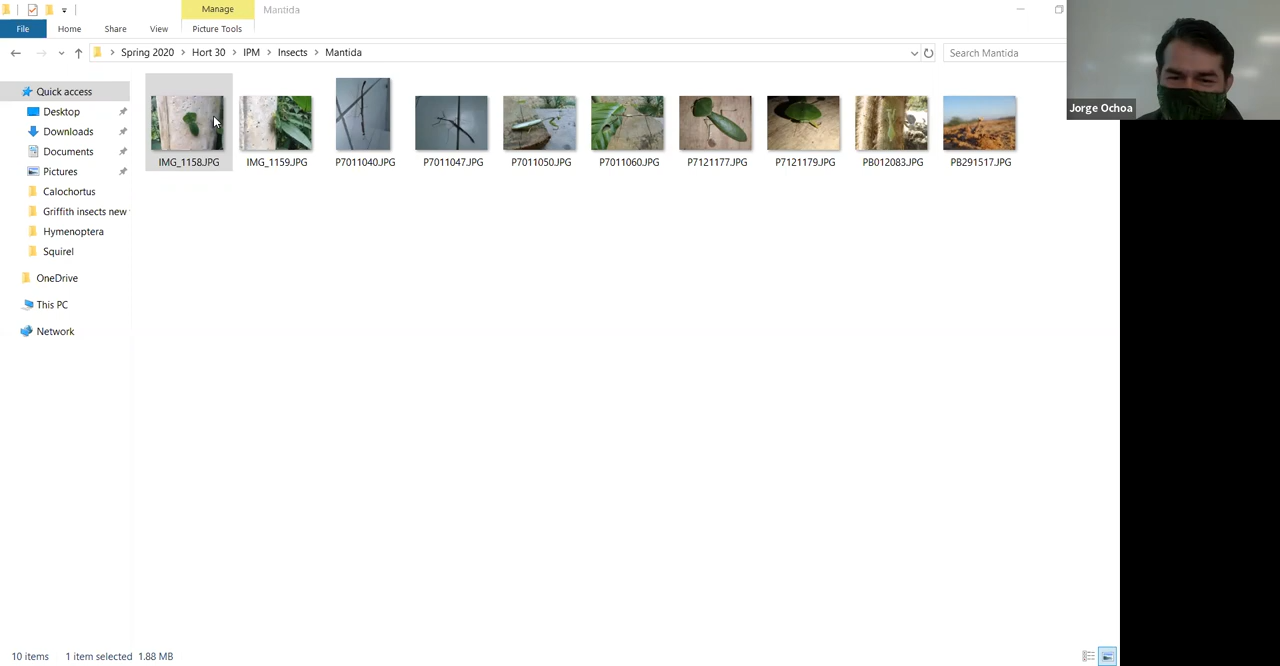 Manage
Mantida
File
Home
Share
View
Picture Tools
Spring 2020
Hort 30
IPM
Insects
Mantida
Search Mantida
Jorge Ochoa
Quick access
Desktop
Downloads
Documents
Pictures
Calochortus
Griffith insects new
Hymenoptera
Squirel
OneDrive
This PC
Network
IMG_1158.JPG
IMG_1159.JPG
P7011040.JPG
P7011047.JPG
P7011050.JPG
P7011060.JPG
P7121177.JPG
P7121179.JPG
PB012083.JPG
PB291517.JPG
10 items
1 item selected
1.88 MB